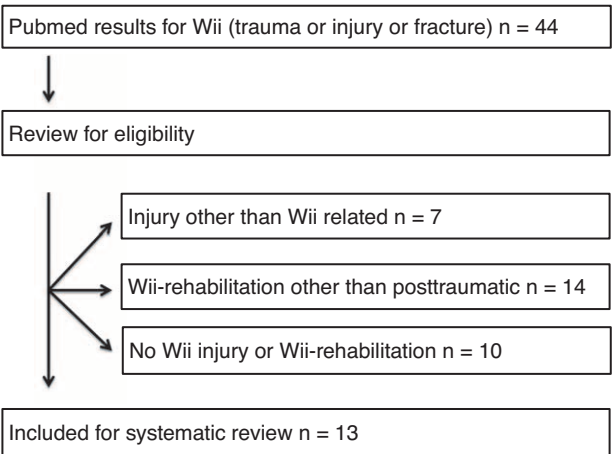 Pubmed results for Wii (trauma or injury or fracture) n = 44
Review for eligibility
Injury other than Wii related n = 7
Wii-rehabilitation other than posttraumatic n = 14
No Wii injury or Wii-rehabilitation n = 10
Included for systematic review n = 13